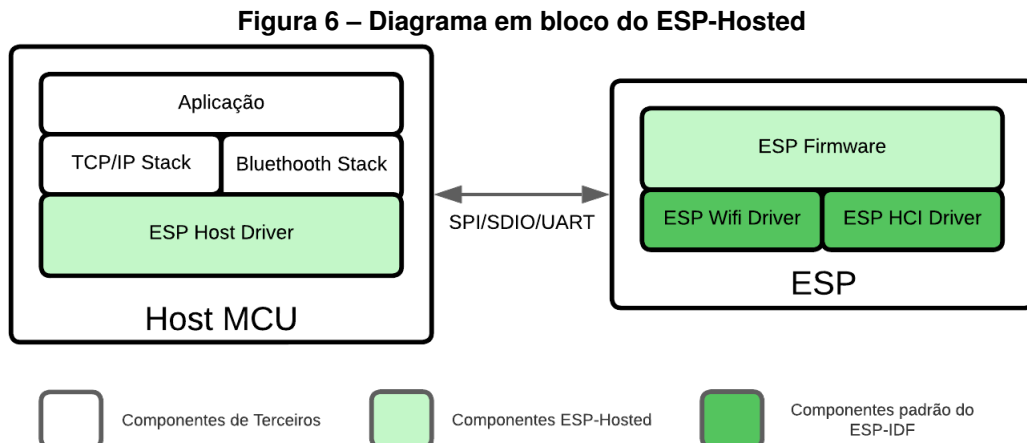 Figura 6 – Diagrama em bloco do ESP-Hosted
Aplicação
TCP/IP Stack
Bluethooth Stack
ESP Host Driver
Host MCU
SPI/SDIO/UART
ESP Firmware
ESP Wifi Driver
ESP HCI Driver
ESP
Componentes de Terceiros
Componentes ESP-Hosted
Componentes padrão do
ESP-IDF